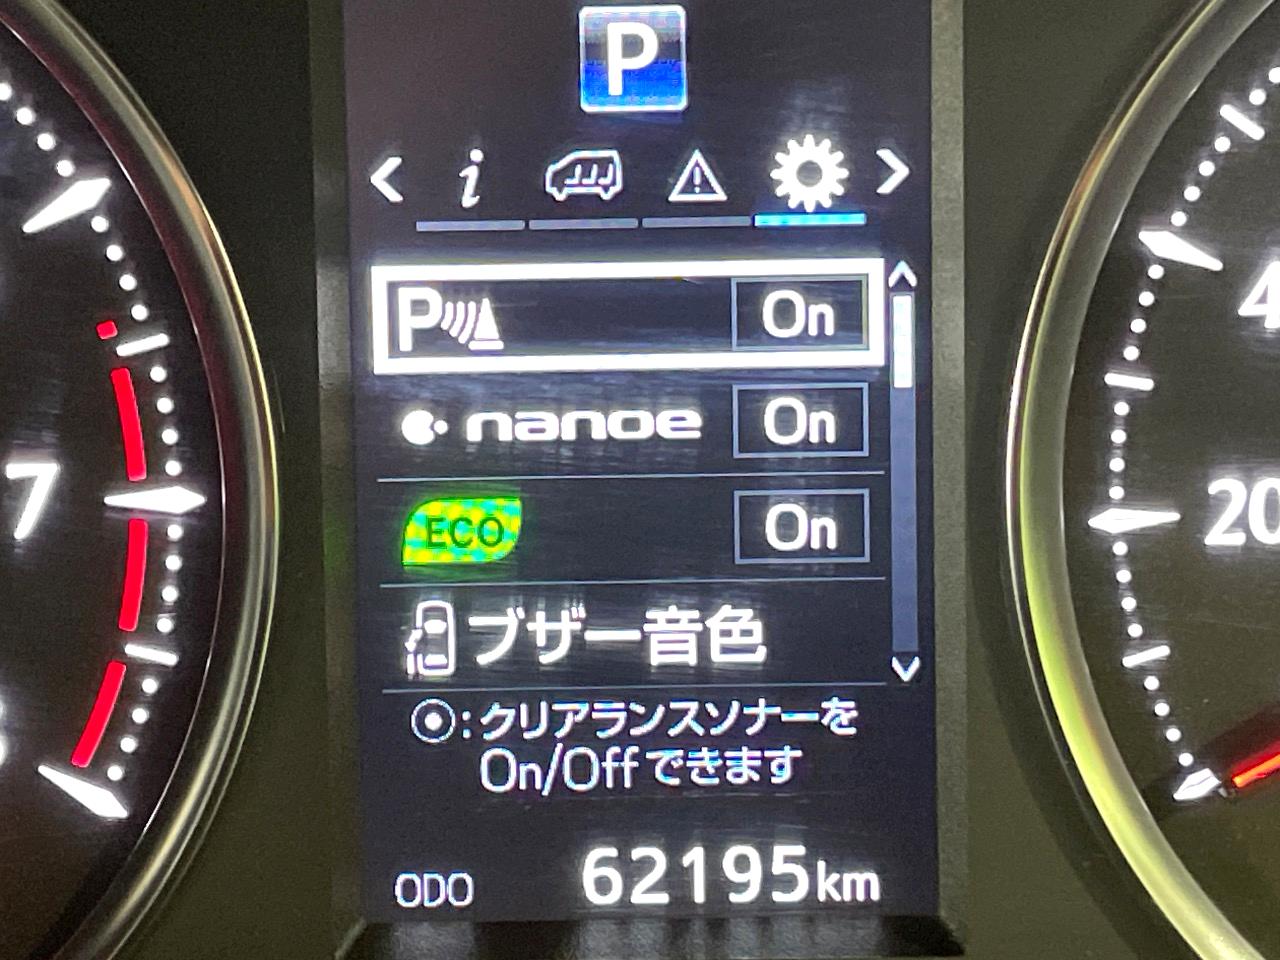 P
i
P On
nanoe On
ECO On
ブザー音色
: クリアランスソナーを
On/Offできます
ODO 62195km
7
4
20